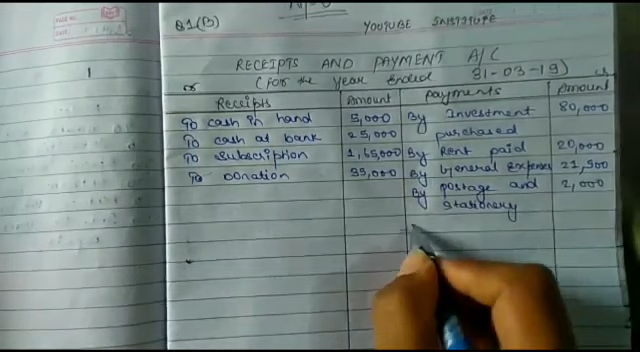 Q1(B)
YOUTUBE INSTITUTE
RECEIPTS AND PAYMENT A/C
(FOR the year ended 31-03-19)
Dr
Cr
Receipts Amount Payments Amount
To cash in hand 5,000 By Investment 80,000
To cash at bank 25,000 purchased
To Subscription 1,65,000 By Rent paid 20,000
To Donation 35,000 By General Expenses 21,500
By postage and 2,000
Stationery